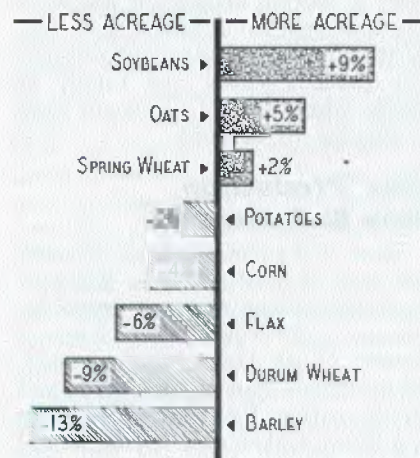 LESS ACREAGE MORE ACREAGE
SOYBEANS +9%
OATS +5%
SPRING WHEAT +2%
-2% POTATOES
CORN
-6% FLAX
-9% DURUM WHEAT
-13% BARLEY